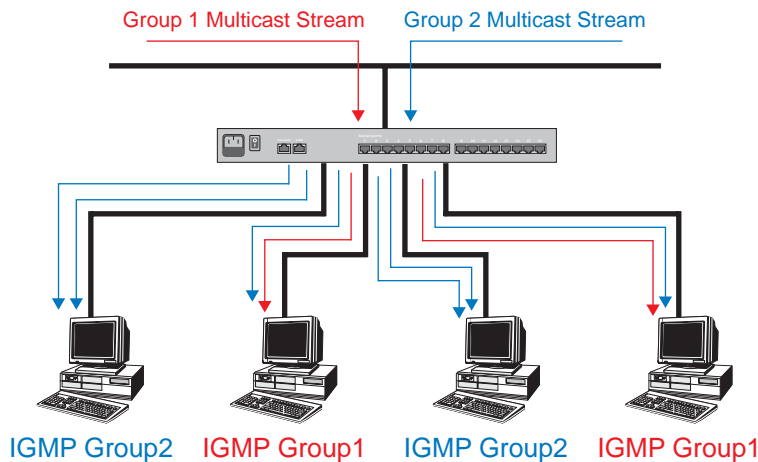 Group 1 Multicast Stream
Group 2 Multicast Stream
IGMP Group2
IGMP Group1
IGMP Group2
IGMP Group1